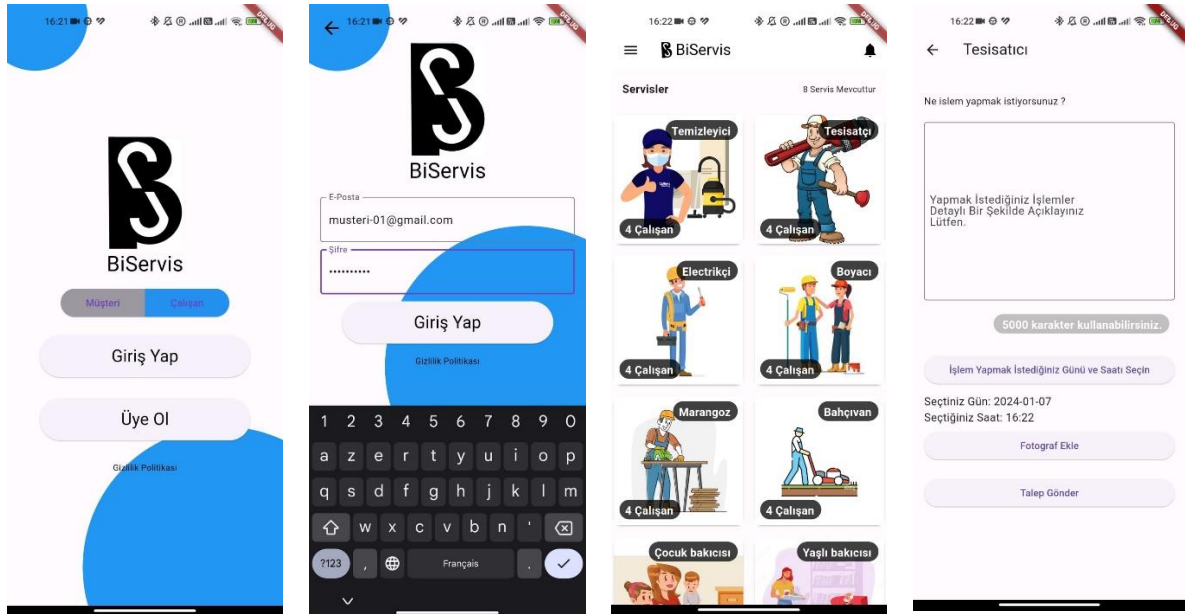 16:21
DEBUG
BiServis
Müşteri
Çalışan
Giriş Yap
Üye Ol
Gizlilik Politikası
16:21
DEBUG
BiServis
E-Posta
musteri-01@gmail.com
Şifre
••••••••••
Giriş Yap
Gizlilik Politikası
1 2 3 4 5 6 7 8 9 0
a z e r t y u i o p
q s d f g h j k l m
w x c v b n '
?123 , Français .
16:22
DEBUG
BiServis
Servisler
8 Servis Mevcuttur
Temizleyici
4 Çalışan
Tesisatçı
4 Çalışan
Electrikçi
4 Çalışan
Boyacı
4 Çalışan
Marangoz
4 Çalışan
Bahçıvan
4 Çalışan
Çocuk bakıcısı
Yaşlı bakıcısı
16:22
DEBUG
Tesisatıcı
Ne islem yapmak istiyorsunuz ?
Yapmak İstediğiniz İşlemler
Detaylı Bir Şekilde Açıklayınız
Lütfen.
5000 karakter kullanabilirsiniz.
İşlem Yapmak İstediğiniz Günü ve Saatı Seçin
Seçtiniz Gün: 2024-01-07
Seçtiğiniz Saat: 16:22
Fotograf Ekle
Talep Gönder